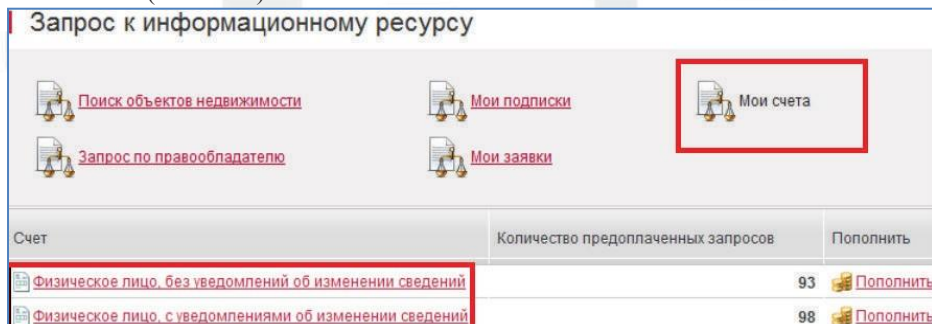 Запрос к информационному ресурсу
Поиск объектов недвижимости Мои подписки Мои счета
Запрос по правообладателю Мои заявки
Счет Количество предоплаченных запросов Пополнить
Физическое лицо, без уведомлений об изменении сведений 93 Пополнить
Физическое лицо, с уведомлениями об изменении сведений 98 Пополнить